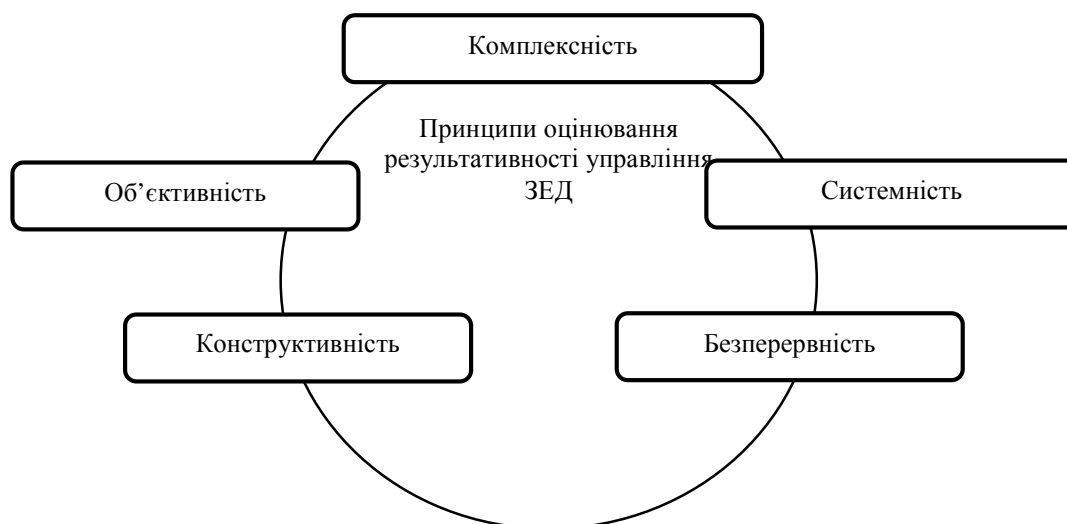 Комплексність
Принципи оцінювання
результативності управління
ЗЕД
Об’єктивність
Системність
Конструктивність
Безперервність